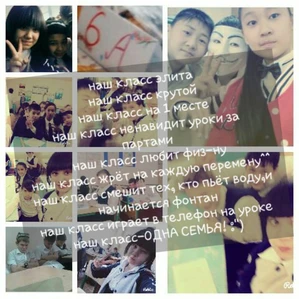 6 А
наш класс элита
наш класс крутой
наш класс на 1 месте
наш класс ненавидит уроки за
партами
наш класс любит физ-ну
наш класс жрёт на каждую перемену^^
наш класс смешит тех, кто пьёт воду,и
начинается фонтан
наш класс играет в телефон на уроке
наш класс-ОДНА СЕМЬЯ! :")